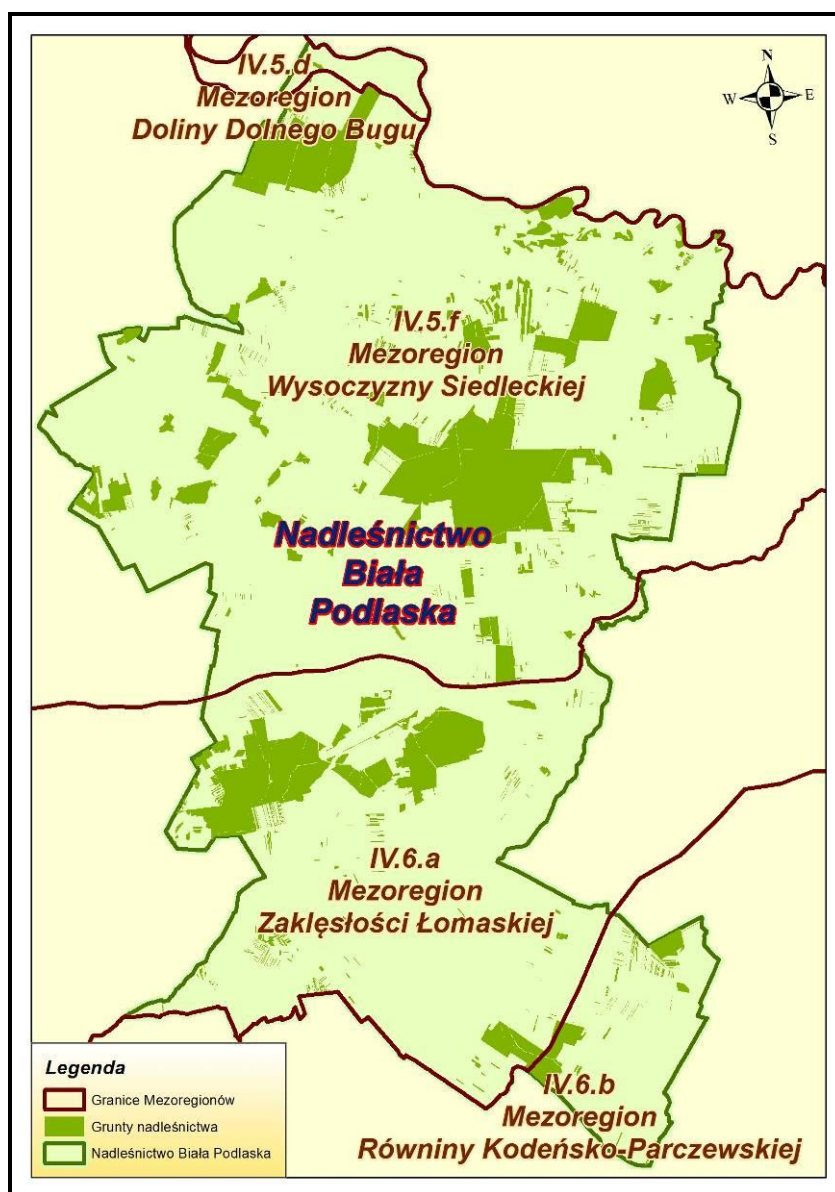 IV.5.d
Mezoregion
Doliny Dolnego Bugu
N
W
E
S
IV.5.f
Mezoregion
Wysoczyzny Siedleckiej
Nadleśnictwo
Biała
Podlaska
IV.6.a
Mezoregion
Zaklęsłości Łomaskiej
IV.6.b
Mezoregion
Równiny Kodeńsko-Parczewskiej
Legenda
Granice Mezoregionów
Grunty nadleśnictwa
Nadleśnictwo Biała Podlaska